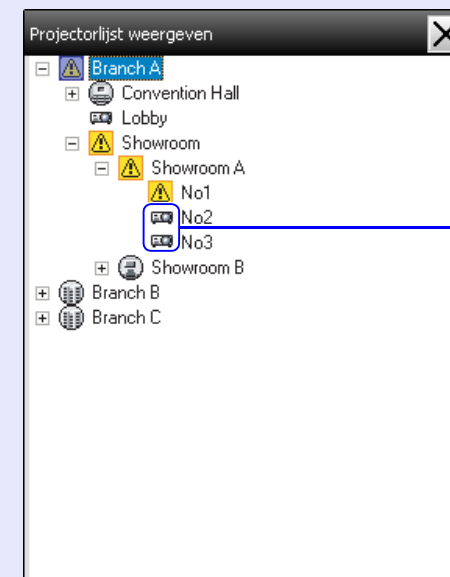 Projectorlijst weergeven
Branch A
Convention Hall
Lobby
Showroom
Showroom A
No1
No2
No3
Showroom B
Branch B
Branch C